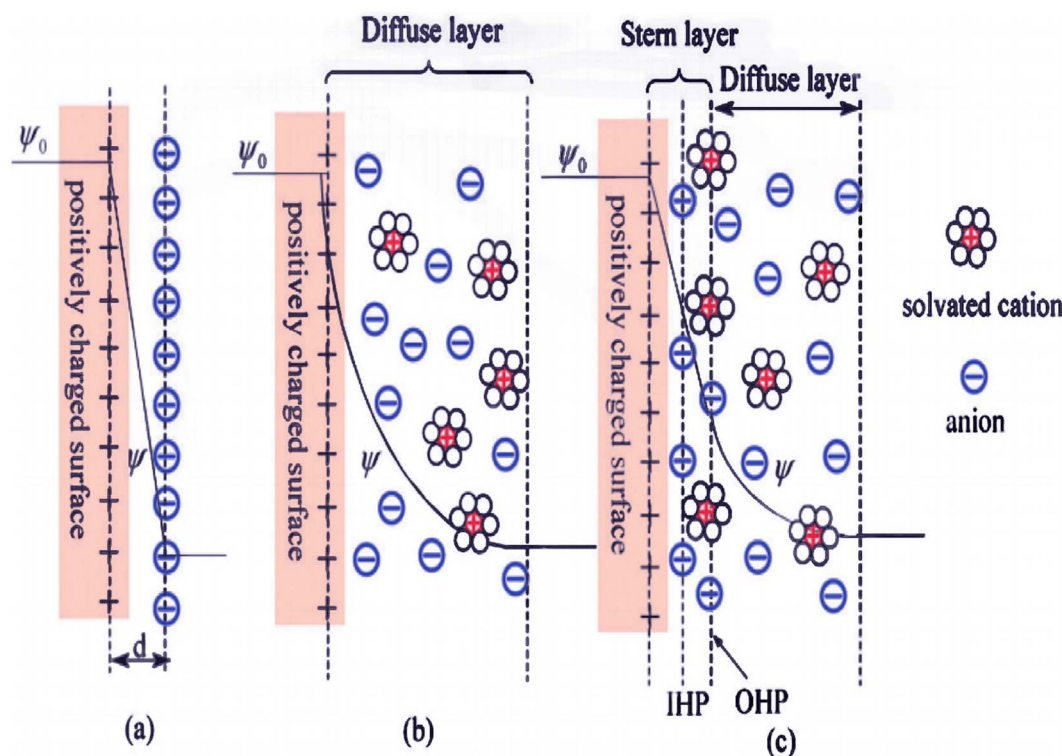 Diffuse layer
Stern layer
Diffuse layer
ψ₀
positively charged surface
ψ
d
(a)
ψ₀
positively charged surface
ψ
(b)
ψ₀
positively charged surface
ψ
IHP
OHP
(c)
solvated cation
anion